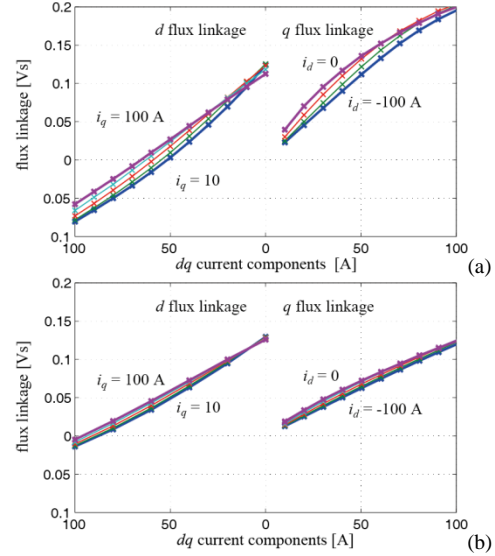 0.2
d flux linkage
q flux linkage
0.15
i_d = 0
0.1
i_q = 100 A
i_d = -100 A
0.05
0
i_q = 10
0.05
0.1
100
50
0
50
100
flux linkage [Vs]
dq current components [A]
(a)
0.2
d flux linkage
q flux linkage
0.15
0.1
i_q = 100 A
i_d = 0
0.05
i_q = 10
i_d = -100 A
0
0.05
0.1
100
50
0
50
100
flux linkage [Vs]
dq current components [A]
(b)